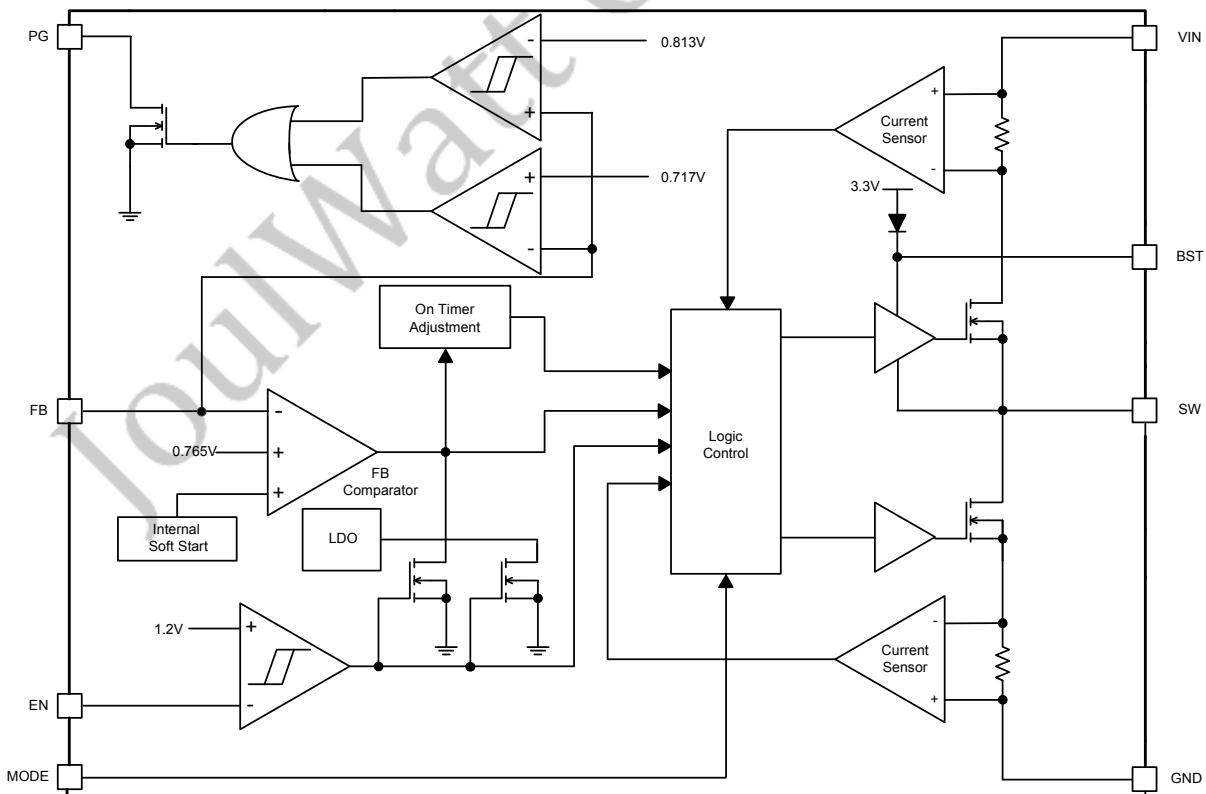 PG
-
0.813V
+
VIN
+
Current
Sensor
-
+
0.717V
-
3.3V
BST
On Timer
Adjustment
FB
-
0.765V
+
+
FB
Comparator
Internal
Soft Start
LDO
Logic
Control
SW
1.2V
+
-
EN
-
Current
Sensor
+
MODE
GND
JoulWatt